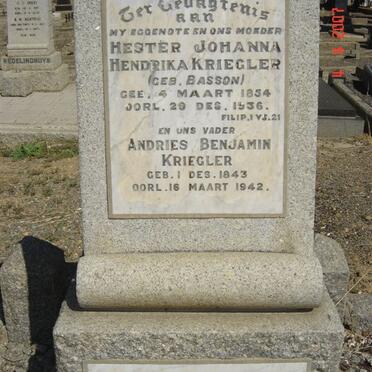 Ter Gedagtenis
AAN
MY EGGENOTE EN ONS MOEDER
HESTER JOHANNA
HENDRIKA KRIEGLER
(GEB. BASSON)
GEB. 4 MAART 1854
OORL. 29 DES. 1936.
FILIP. 1 VS. 21
EN ONS VADER
ANDRIES BENJAMIN
KRIEGLER
GEB. 1 DES. 1843
OORL. 16 MAART 1942.
REDELINGHUYS